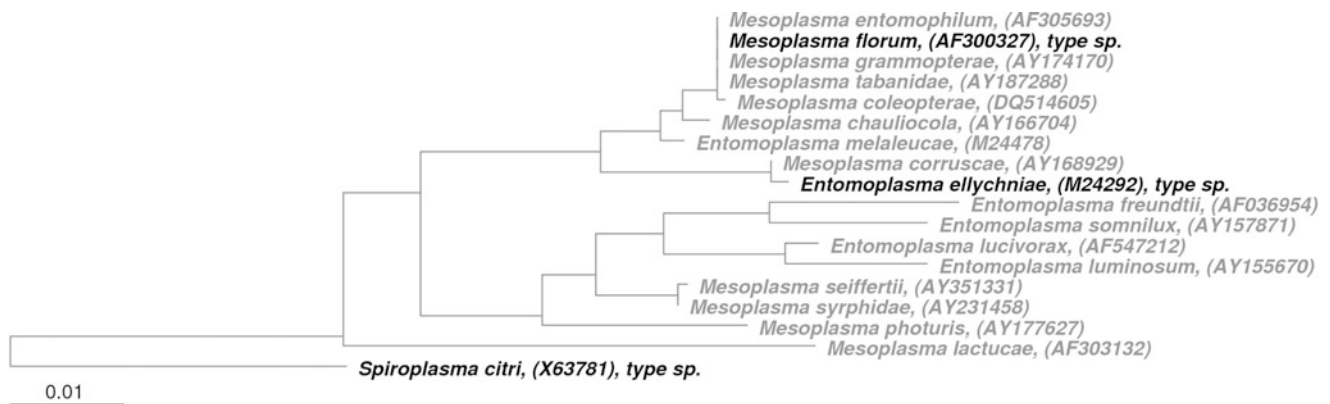 Mesoplasma entomophilum, (AF305693)
Mesoplasma florum, (AF300327), type sp.
Mesoplasma grammopterae, (AY174170)
Mesoplasma tabanidae, (AY187288)
Mesoplasma coleopterae, (DQ514605)
Mesoplasma chauliocola, (AY166704)
Entomoplasma melaleucae, (M24478)
Mesoplasma corruscae, (AY168929)
Entomoplasma ellychniae, (M24292), type sp.
Entomoplasma freundtii, (AF036954)
Entomoplasma somnilux, (AY157871)
Entomoplasma lucivorax, (AF547212)
Entomoplasma luminosum, (AY155670)
Mesoplasma seiffertii, (AY351331)
Mesoplasma syrphidae, (AY231458)
Mesoplasma photuris, (AY177627)
Mesoplasma lactucae, (AF303132)
Spiroplasma citri, (X63781), type sp.
0.01